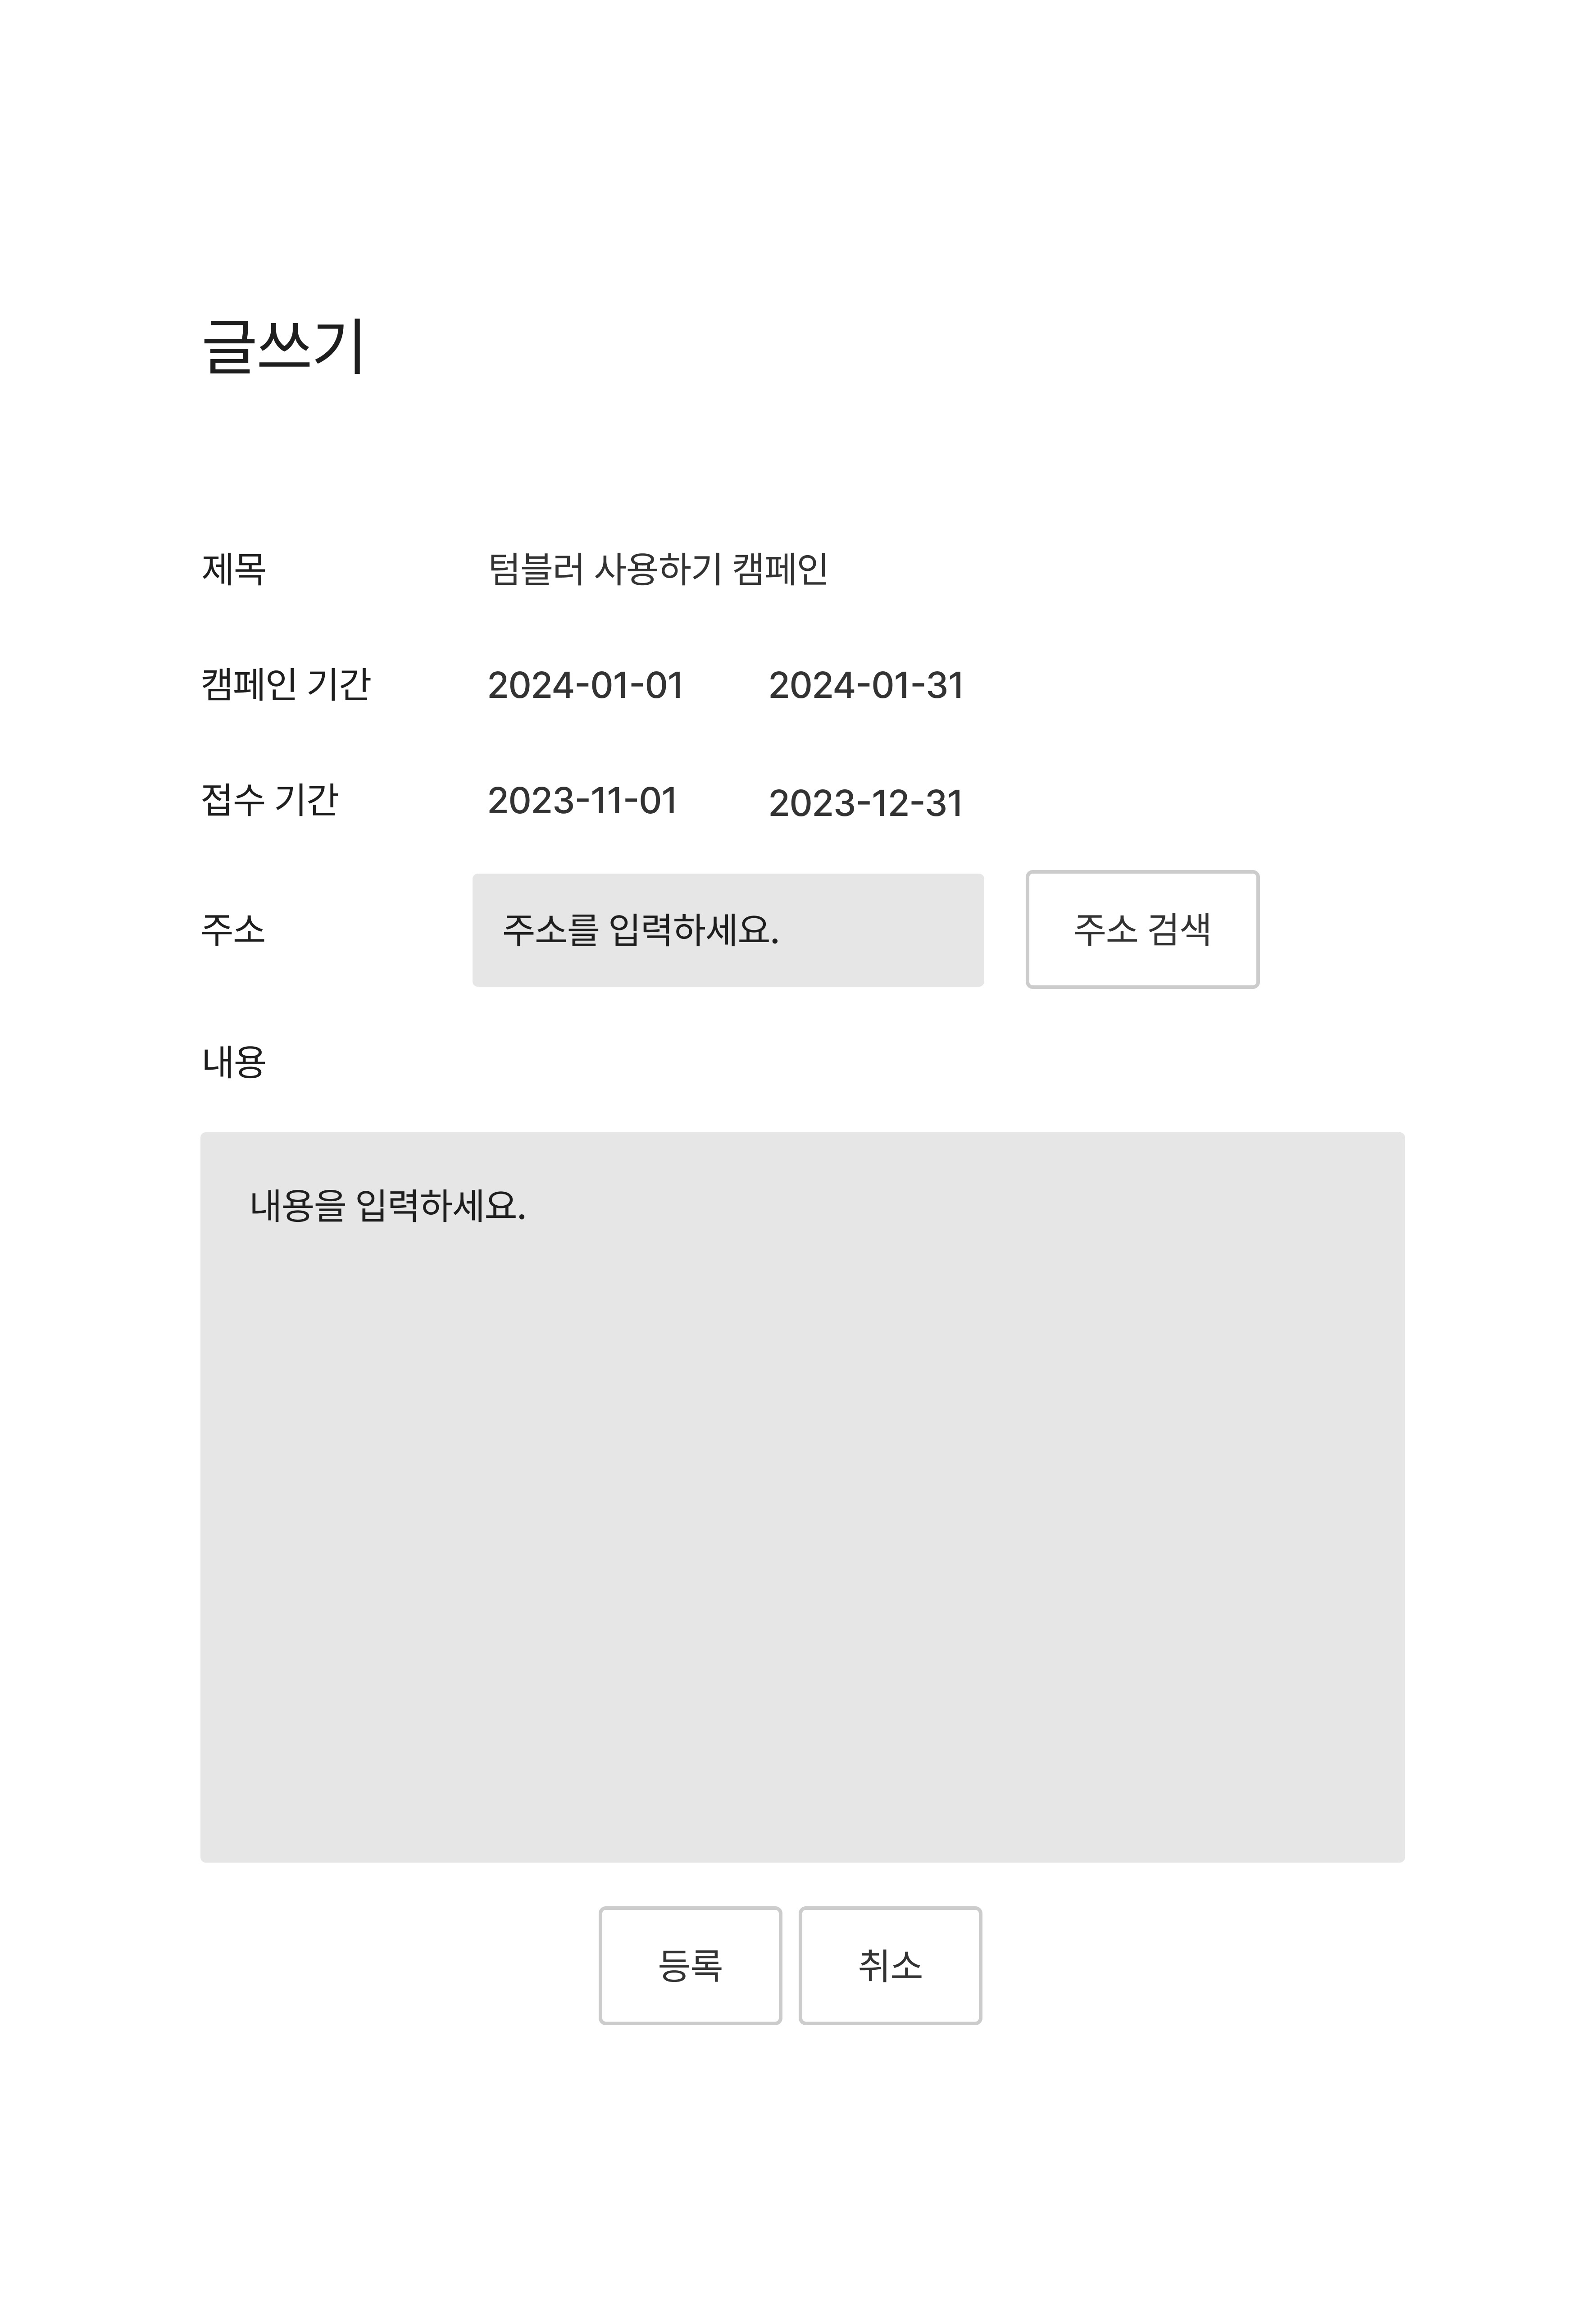 글쓰기
제목 텀블러 사용하기 캠페인
캠페인 기간 2024-01-01 2024-01-31
접수 기간 2023-11-01 2023-12-31
주소 주소를 입력하세요. 주소 검색
내용
내용을 입력하세요.
등록 취소